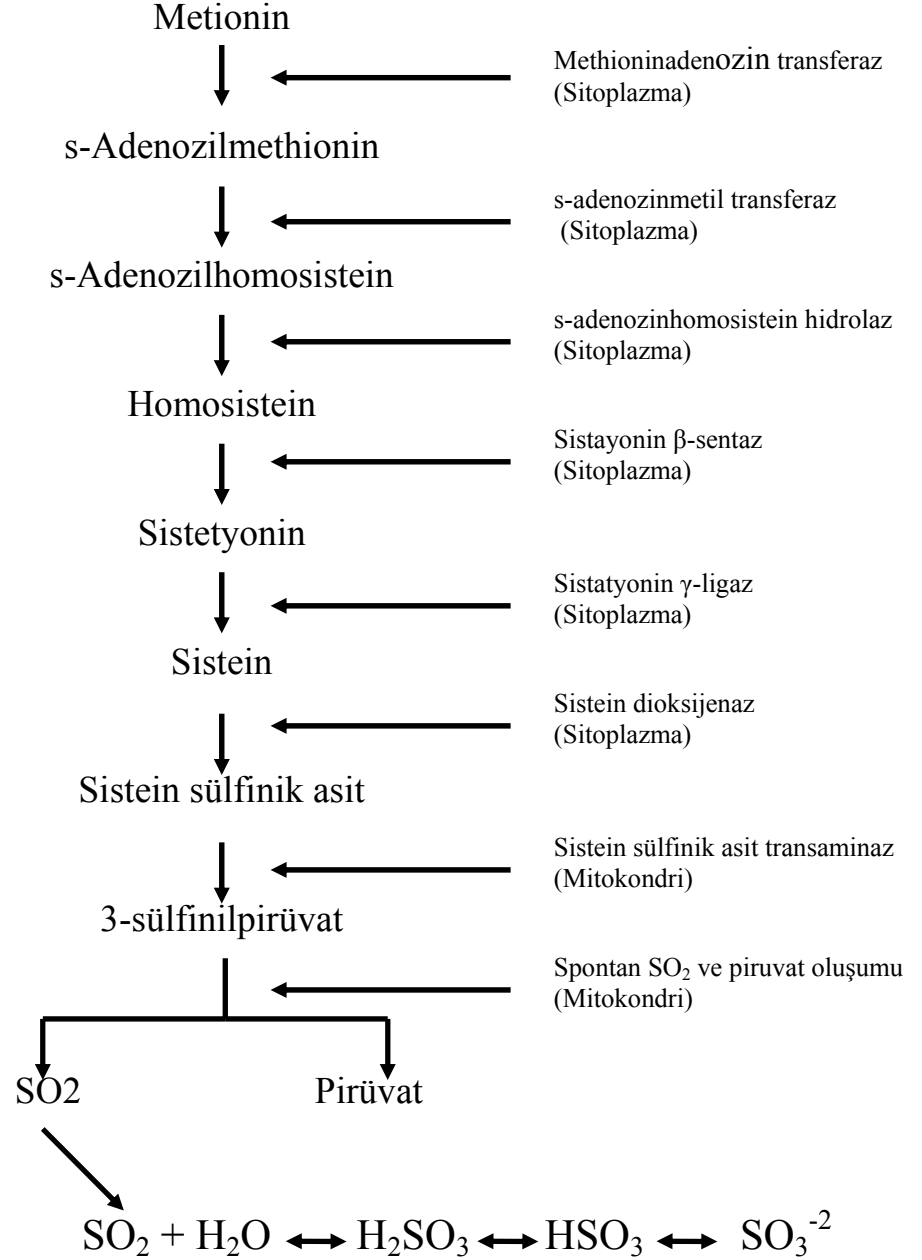 Metionin
MethioninadenOzin transferaz
(Sitoplazma)
s-Adenozilmethionin
s-adenozinmetil transferaz
(Sitoplazma)
s-Adenozilhomosistein
s-adenozinhomosistein hidrolaz
(Sitoplazma)
Homosistein
Sistayonin β-sentaz
(Sitoplazma)
Sistetyonin
Sistatyonin γ-ligaz
(Sitoplazma)
Sistein
Sistein dioksijenaz
(Sitoplazma)
Sistein sülfinik asit
Sistein sülfinik asit transaminaz
(Mitokondri)
3-sülfinilpirüvat
Spontan SO₂ ve piruvat oluşumu
(Mitokondri)
SO2 Pirüvat
SO₂ + H₂O ↔ H₂SO₃ ↔ HSO₃ ↔ SO₃⁻²